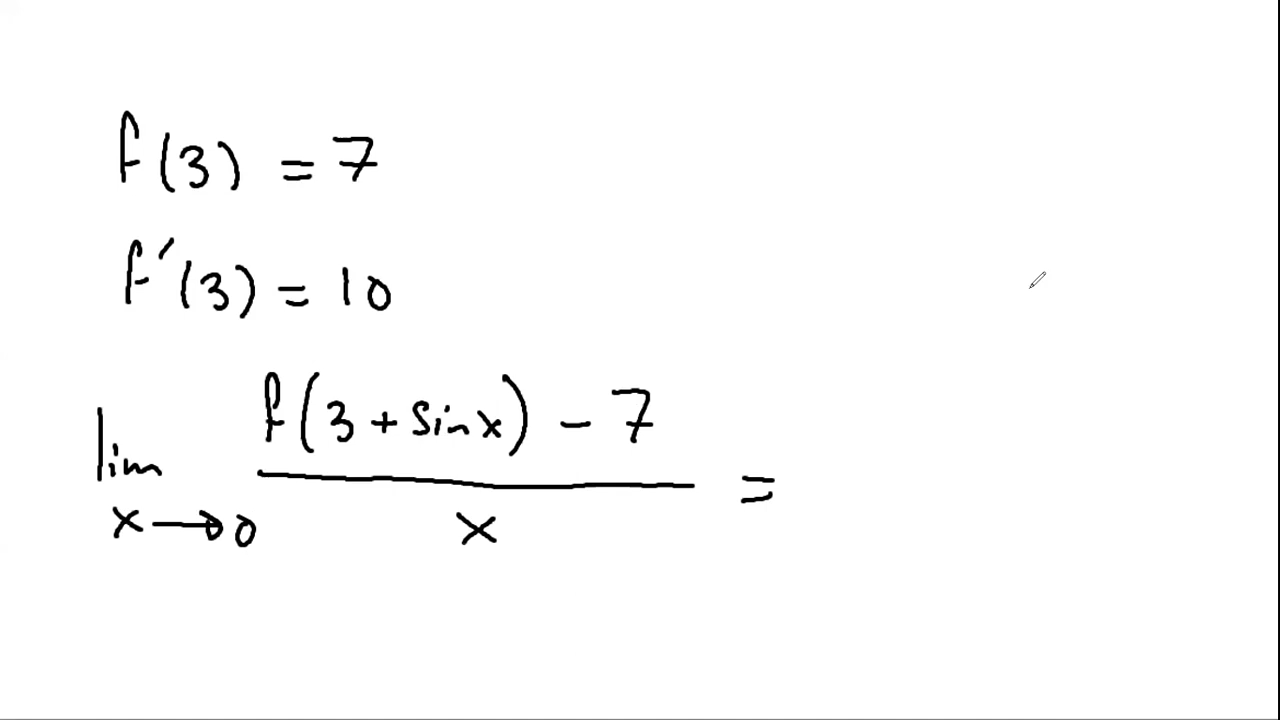 f(3) = 7
f'(3) = 10
lim x→0 (f(3 + sin x) - 7) / x =